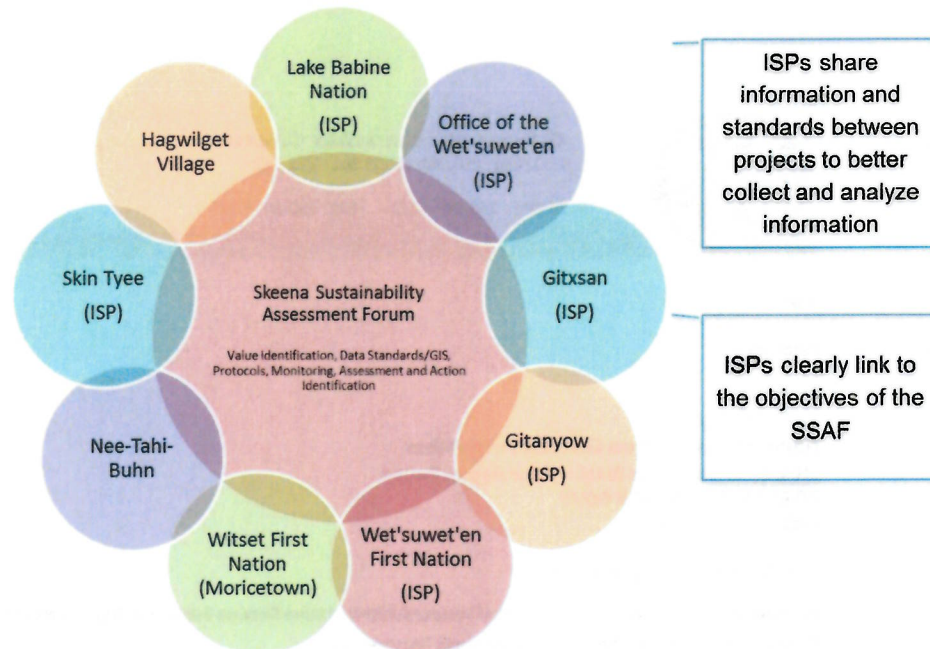 Lake Babine
Nation
(ISP)
Office of the
Wet'suwet'en
(ISP)
Gitxsan
(ISP)
Gitanyow
(ISP)
Wet'suwet'en
First Nation
(ISP)
Witset First
Nation
(Moricetown)
Nee-Tahi-
Buhn
Skin Tyee
(ISP)
Hagwilget
Village
Skeena Sustainability
Assessment Forum
Value Identification, Data Standards/GIS,
Protocols, Monitoring, Assessment and Action
Identification
ISPs share
information and
standards between
projects to better
collect and analyze
information
ISPs clearly link to
the objectives of the
SSAF